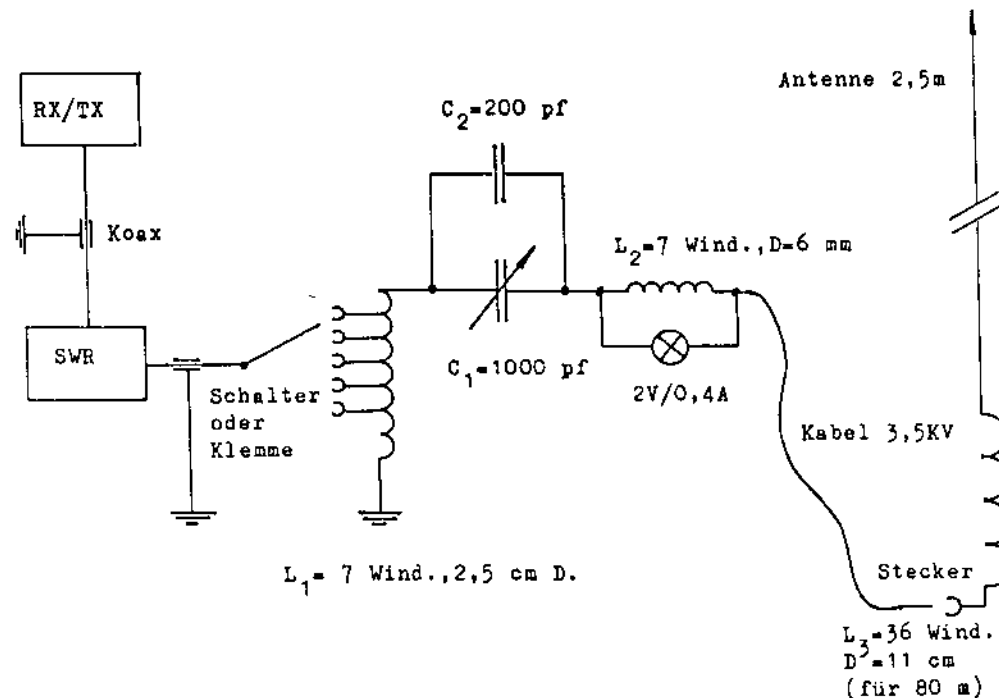 Antenne 2,5m
RX/TX
C2=200 pf
Koax
L2=7 Wind.,D=6 mm
SWR
C1=1000 pf
2V/0,4A
Schalter
oder
Klemme
Kabel 3,5KV
L1= 7 Wind.,2,5 cm D.
Stecker
L3=36 Wind.
D =11 cm
(für 80 m)